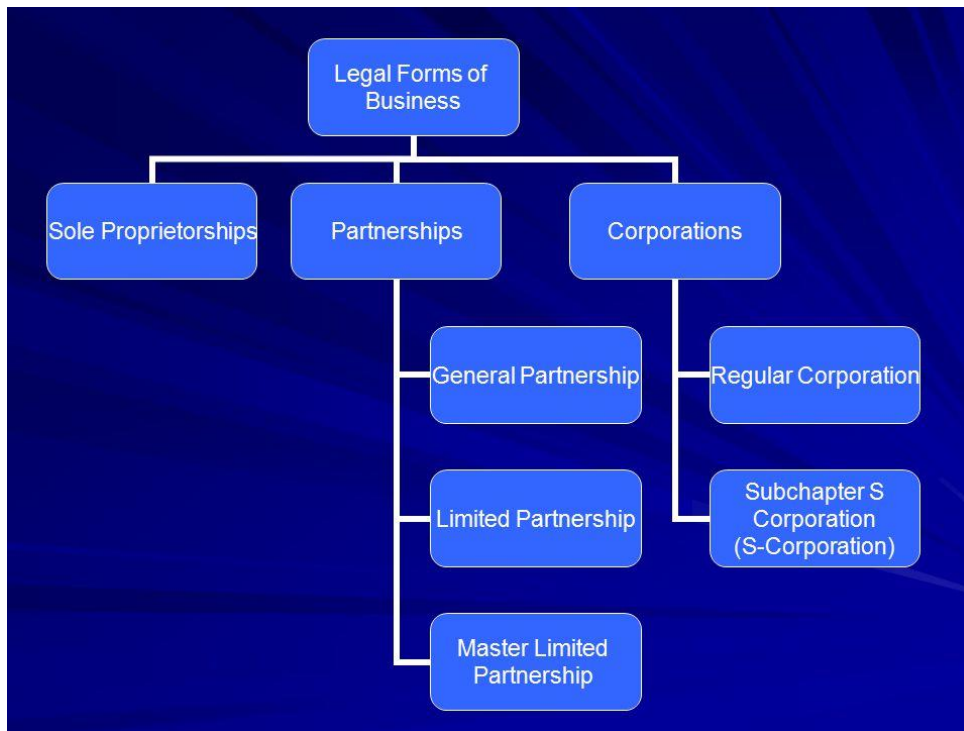 Legal Forms of
Business
Sole Proprietorships
Partnerships
Corporations
General Partnership
Regular Corporation
Limited Partnership
Subchapter S
Corporation
(S-Corporation)
Master Limited
Partnership